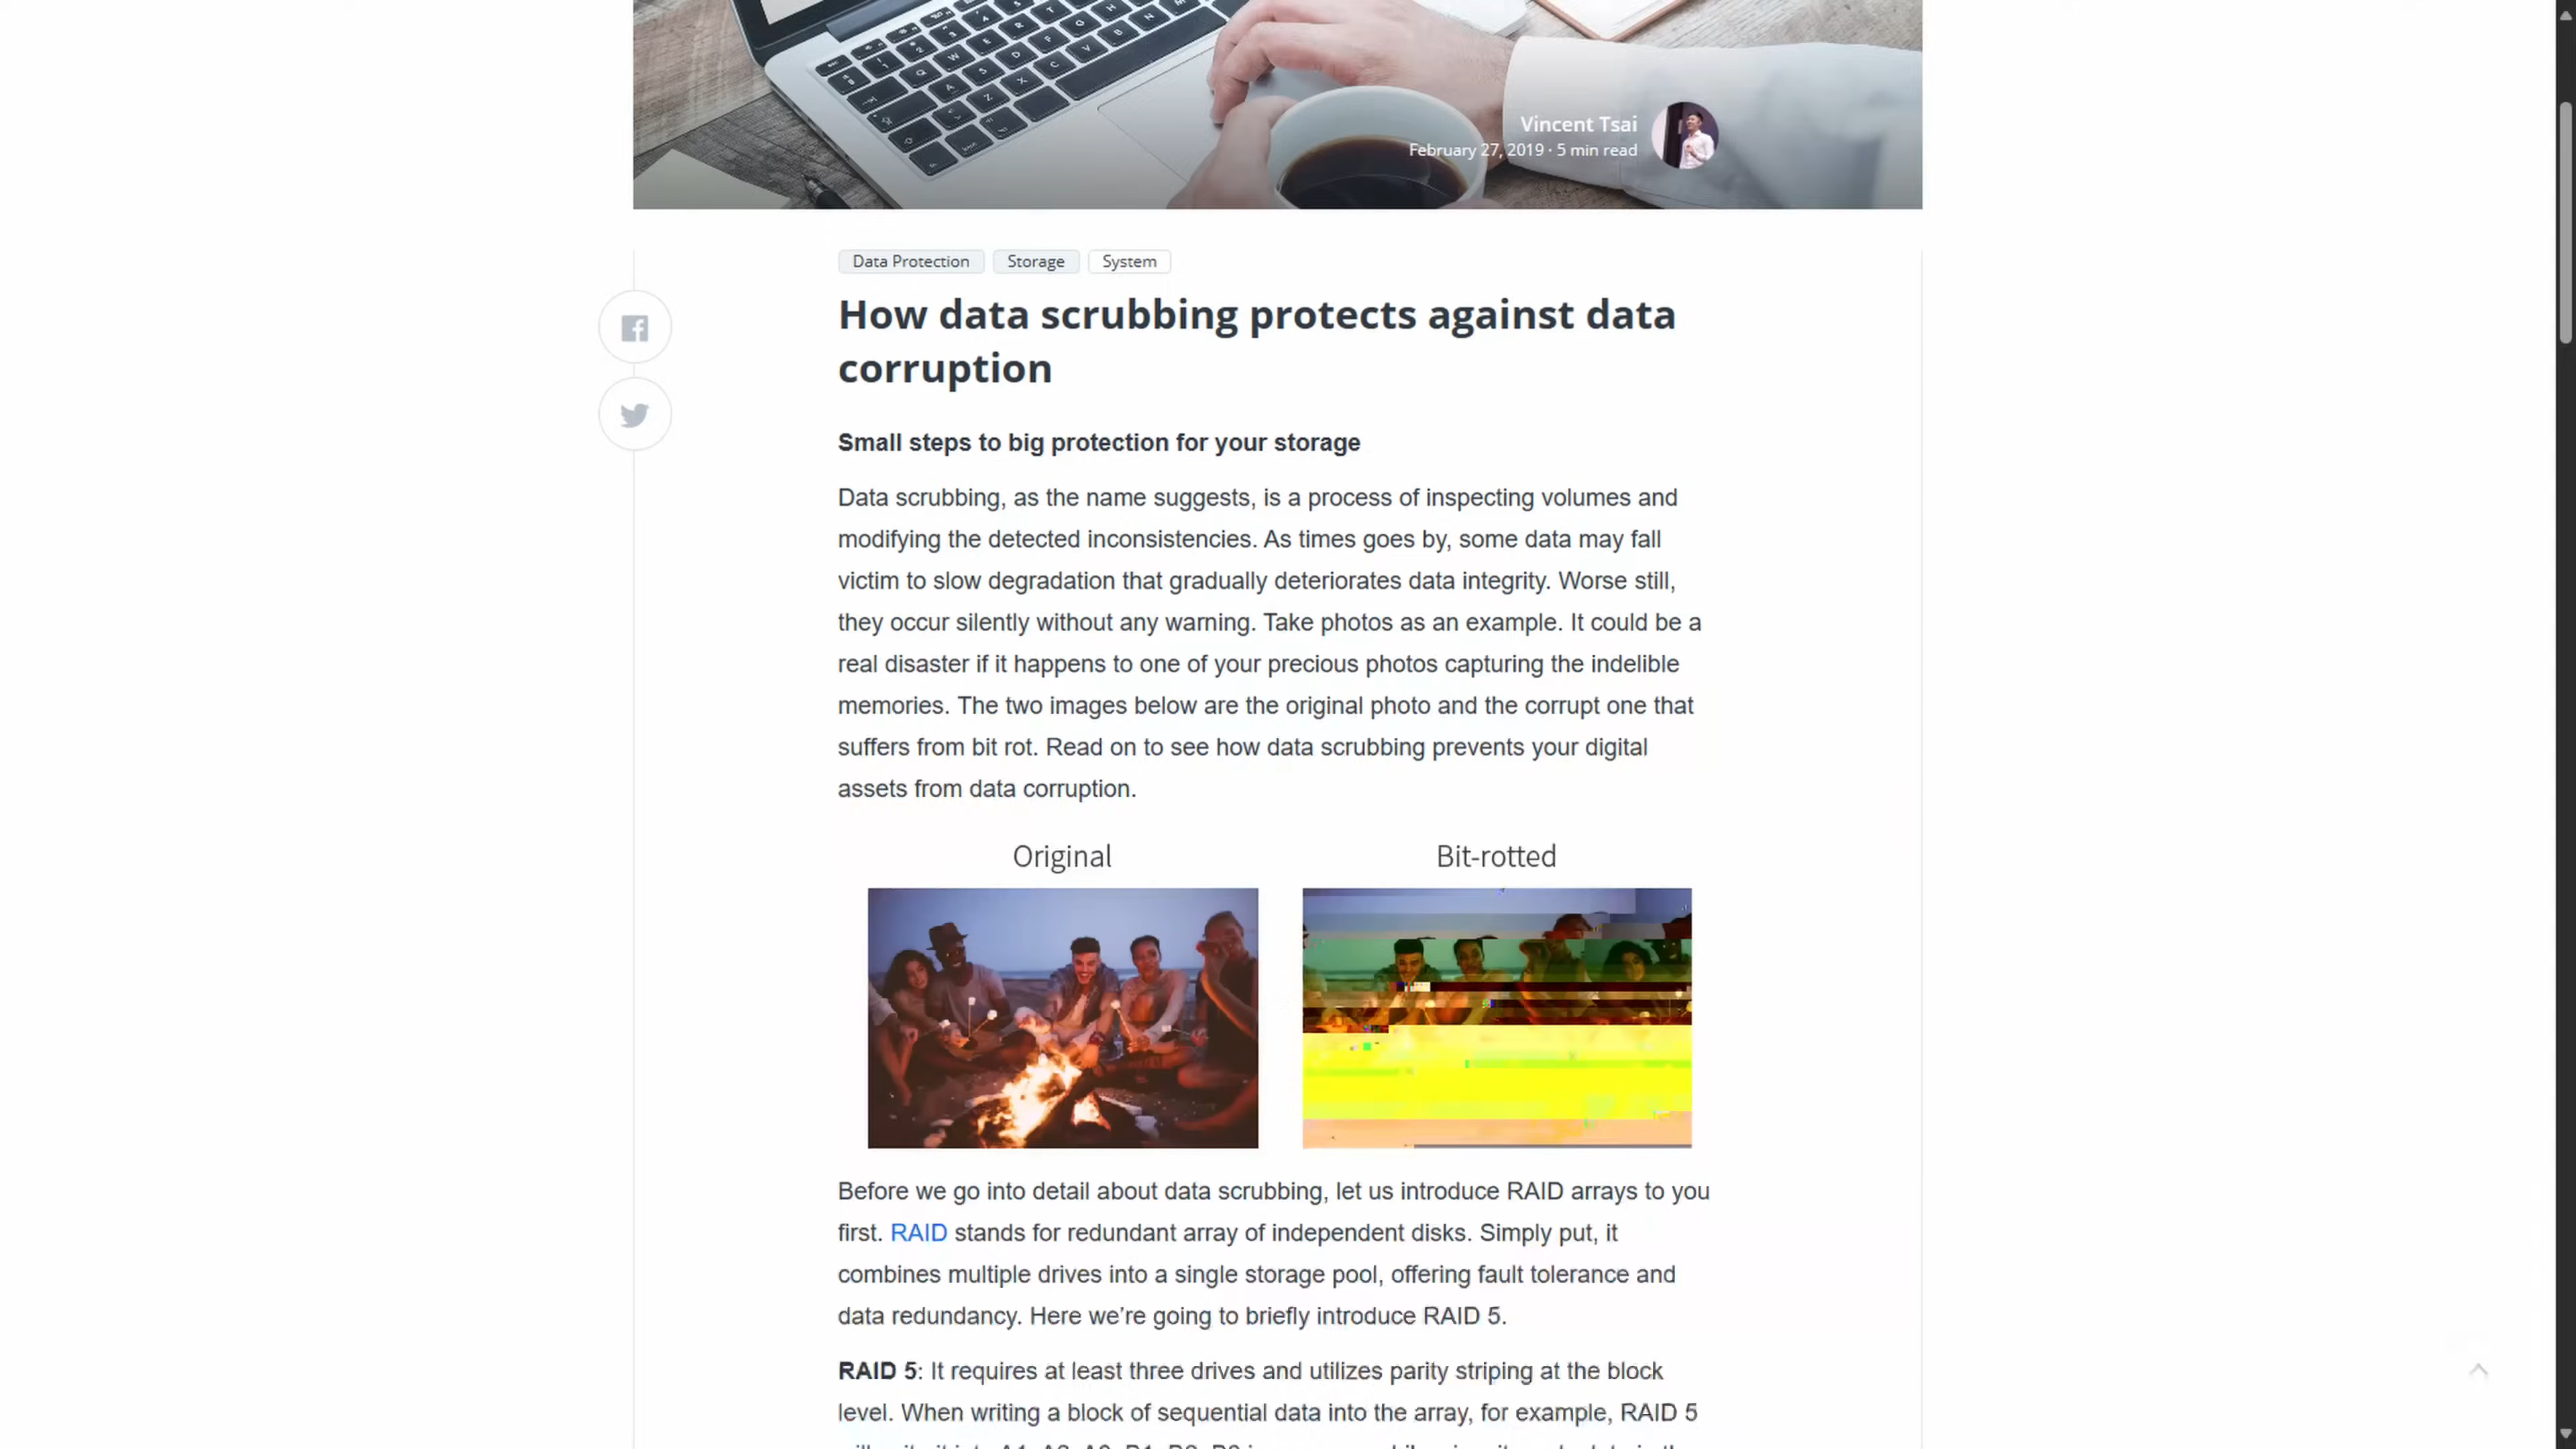 Vincent Tsai
February 27, 2019 · 5 min read
Data Protection
Storage
System
How data scrubbing protects against data
corruption
Small steps to big protection for your storage
Data scrubbing, as the name suggests, is a process of inspecting volumes and
modifying the detected inconsistencies. As times goes by, some data may fall
victim to slow degradation that gradually deteriorates data integrity. Worse still,
they occur silently without any warning. Take photos as an example. It could be a
real disaster if it happens to one of your precious photos capturing the indelible
memories. The two images below are the original photo and the corrupt one that
suffers from bit rot. Read on to see how data scrubbing prevents your digital
assets from data corruption.
Original
Bit-rotted
Before we go into detail about data scrubbing, let us introduce RAID arrays to you
first. RAID stands for redundant array of independent disks. Simply put, it
combines multiple drives into a single storage pool, offering fault tolerance and
data redundancy. Here we’re going to briefly introduce RAID 5.
RAID 5: It requires at least three drives and utilizes parity striping at the block
level. When writing a block of sequential data into the array, for example, RAID 5